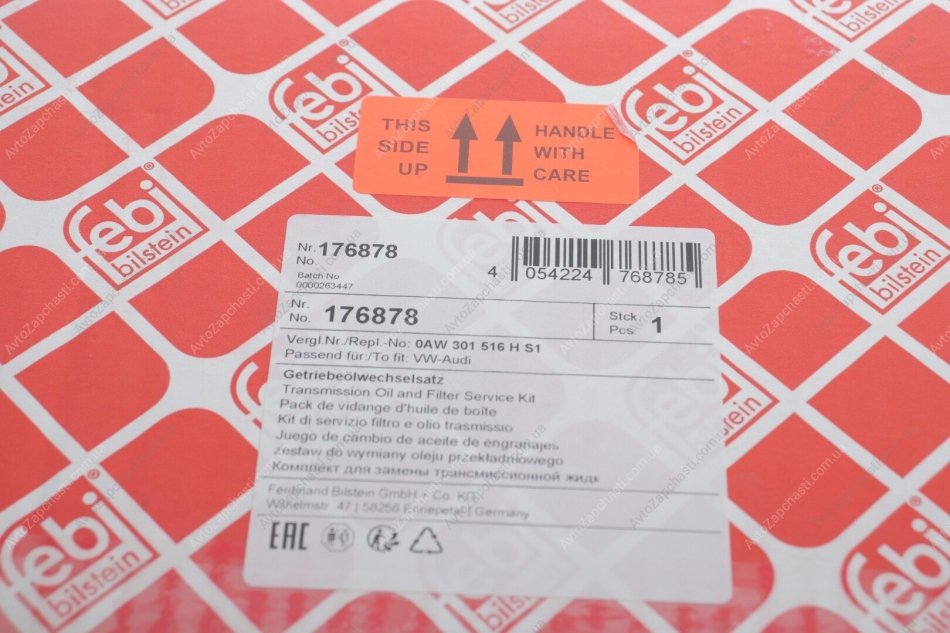 febi
bilstein
THIS SIDE UP
HANDLE WITH CARE
Nr. No. 176878
Batch No
0000263447
4 054224 768785
Nr. No. 176878
Stck. Pcs. 1
Vergl.Nr./Repl.-No: 0AW 301 516 H S1
Passend für:/To fit: VW-Audi
Getriebeölwechselsatz
Transmission Oil and Filter Service Kit
Pack de vidange d'huile de boîte
Kit di servizio filtro e olio trasmissio
Juego de cambio de aceite de engranajes
zestaw do wymiany oleju przekładniowego
Комплект для замены трансмиссионной жидк
Ferdinand Bilstein GmbH + Co. KG
Wilhelmstr. 47 | 58256 Ennepetal | Germany
EAC
AvtoZapchasti.com.ua